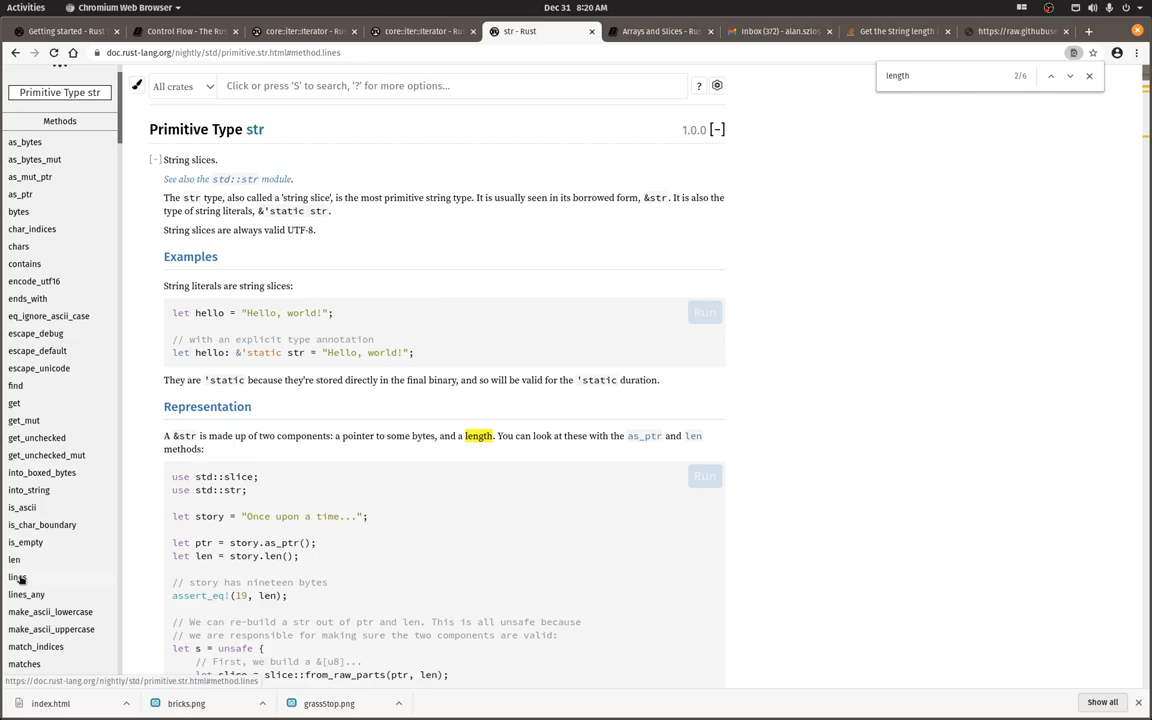 Activities
Chromium Web Browser
Dec 31 8:20 AM
Getting started - Rust
Control Flow - The Rus
core::iter::Iterator - Ru
core::iter::Iterator - Ru
str - Rust
Arrays and Slices - Rus
Inbox (372) - alan.szlos
Get the String length
https://raw.githubuse
doc.rust-lang.org/nightly/std/primitive.str.html#method.lines
length
2/6
Primitive Type str
All crates
Click or press 'S' to search, '?' for more options…
?
Methods
as_bytes
as_bytes_mut
as_mut_ptr
as_ptr
bytes
char_indices
chars
contains
encode_utf16
ends_with
eq_ignore_ascii_case
escape_debug
escape_default
escape_unicode
find
get
get_mut
get_unchecked
get_unchecked_mut
into_boxed_bytes
into_string
is_ascii
is_char_boundary
is_empty
len
lines
lines_any
make_ascii_lowercase
make_ascii_uppercase
match_indices
matches
Primitive Type str
1.0.0 [-]
[-] String slices.
See also the std::str module.
The str type, also called a 'string slice', is the most primitive string type. It is usually seen in its borrowed form, &str. It is also the
type of string literals, &'static str.
String slices are always valid UTF-8.
Examples
String literals are string slices:
let hello = "Hello, world!";
Run
// with an explicit type annotation
let hello: &'static str = "Hello, world!";
They are 'static because they're stored directly in the final binary, and so will be valid for the 'static duration.
Representation
A &str is made up of two components: a pointer to some bytes, and a length. You can look at these with the as_ptr and len
methods:
use std::slice;
Run
use std::str;
let story = "Once upon a time...";
let ptr = story.as_ptr();
let len = story.len();
// story has nineteen bytes
assert_eq!(19, len);
// We can re-build a str out of ptr and len. This is all unsafe because
// we are responsible for making sure the two components are valid:
let s = unsafe {
// First, we build a &[u8]...
let slice = slice::from_raw_parts(ptr, len);
https://doc.rust-lang.org/nightly/std/primitive.str.html#method.lines
index.html
bricks.png
grassStop.png
Show all